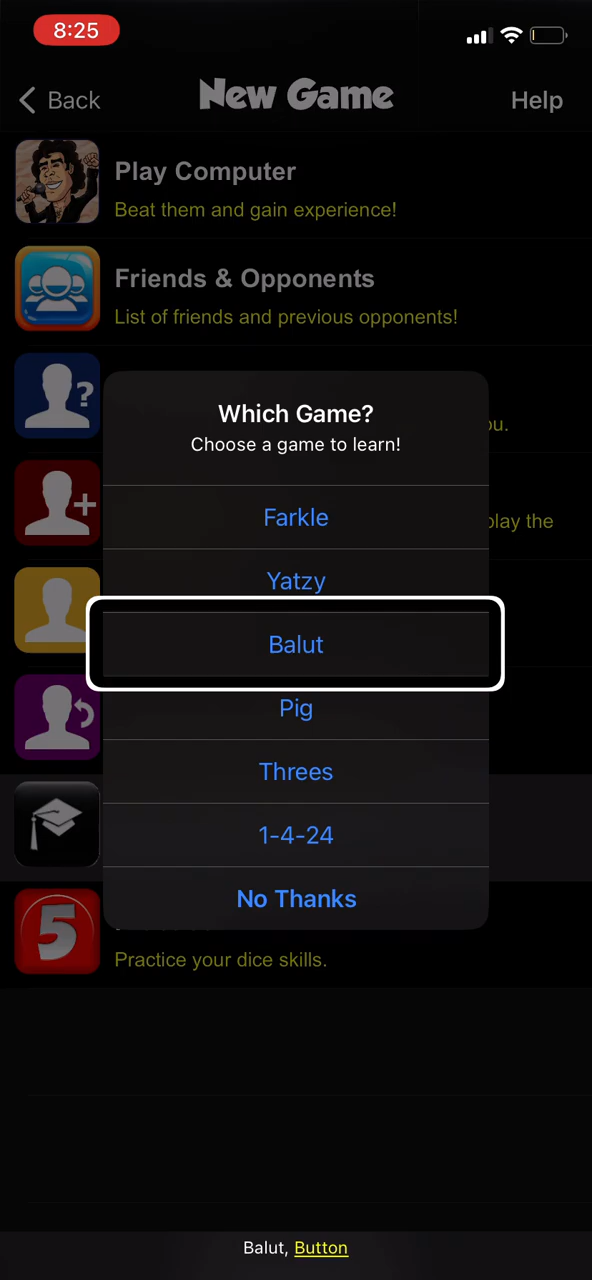 8:25
Back
New Game
Help
Play Computer
Beat them and gain experience!
Friends & Opponents
List of friends and previous opponents!
?
ou.
Which Game?
Choose a game to learn!
play the
Farkle
Yatzy
Balut
Pig
Threes
1-4-24
No Thanks
5
Practice your dice skills.
Balut, Button